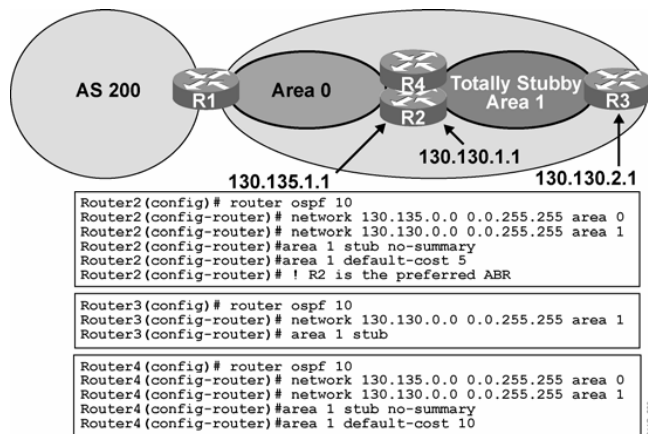 AS 200
R1
Area 0
R4
R2
Totally Stubby
Area 1
R3
130.135.1.1
130.130.1.1
130.130.2.1
Router2(config)# router ospf 10
Router2(config-router)# network 130.135.0.0 0.0.255.255 area 0
Router2(config-router)# network 130.130.0.0 0.0.255.255 area 1
Router2(config-router)#area 1 stub no-summary
Router2(config-router)#area 1 default-cost 5
Router2(config-router)# ! R2 is the preferred ABR
Router3(config)# router ospf 10
Router3(config-router)# network 130.130.0.0 0.0.255.255 area 1
Router3(config-router)# area 1 stub
Router4(config)# router ospf 10
Router4(config-router)# network 130.135.0.0 0.0.255.255 area 0
Router4(config-router)# network 130.130.0.0 0.0.255.255 area 1
Router4(config-router)#area 1 stub no-summary
Router4(config-router)#area 1 default-cost 10